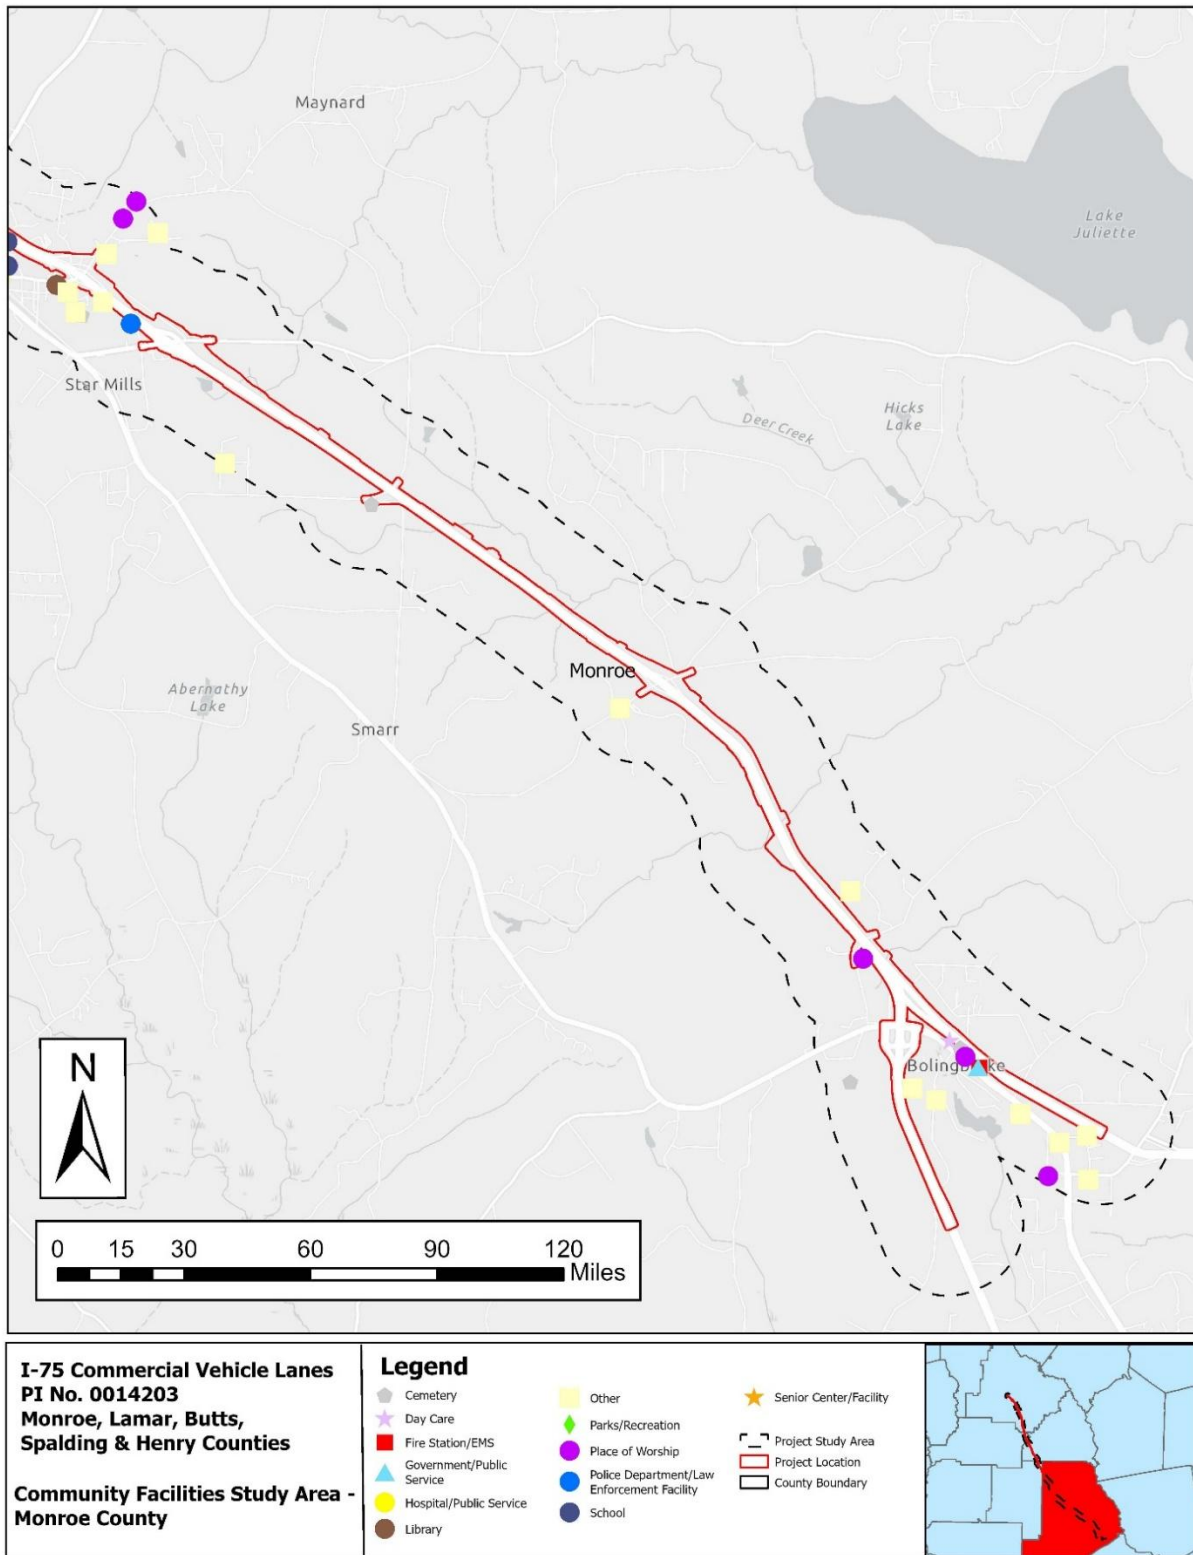 Maynard
Lake
Juliette
Star Mills
Hicks
Lake
Deer Creek
Monroe
Abernathy
Lake
Smarr
N
0 15 30 60 90 120
Miles
I-75 Commercial Vehicle Lanes
PI No. 0014203
Monroe, Lamar, Butts,
Spalding & Henry Counties
Community Facilities Study Area -
Monroe County
Legend
Cemetery
Day Care
Fire Station/EMS
Government/Public
Service
Hospital/Public Service
Library
Other
Parks/Recreation
Place of Worship
Police Department/Law
Enforcement Facility
School
Senior Center/Facility
Project Study Area
Project Location
County Boundary